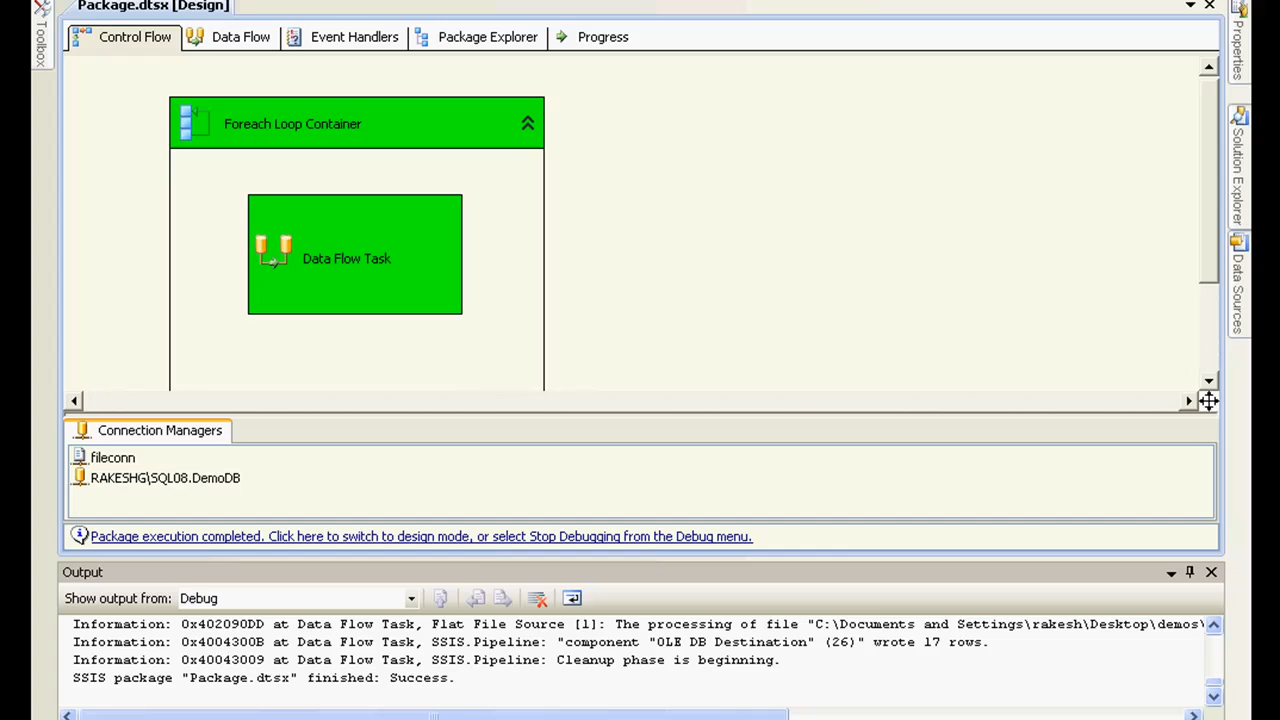 Package.dtsx [Design]
Toolbox
Control Flow
Data Flow
Event Handlers
Package Explorer
Progress
Properties
Solution Explorer
Data Sources
Foreach Loop Container
Data Flow Task
Connection Managers
fileconn
RAKESHG\SQL08.DemoDB
Package execution completed. Click here to switch to design mode, or select Stop Debugging from the Debug menu.
Output
Show output from: Debug
Information: 0x402090DD at Data Flow Task, Flat File Source [1]: The processing of file "C:\Documents and Settings\rakesh\Desktop\demos\
Information: 0x4004300B at Data Flow Task, SSIS.Pipeline: "component "OLE DB Destination" (26)" wrote 17 rows.
Information: 0x40043009 at Data Flow Task, SSIS.Pipeline: Cleanup phase is beginning.
SSIS package "Package.dtsx" finished: Success.